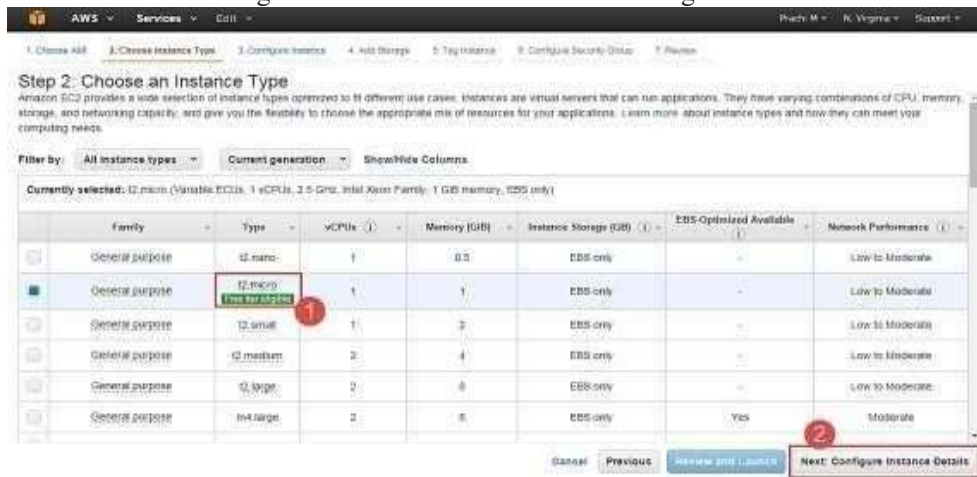 AWS Services Edit Prachi M N. Virginia Support
1. Choose AMI 2. Choose Instance Type 3. Configure Instance 4. Add Storage 5. Tag Instance 6. Configure Security Group 7. Review
Step 2: Choose an Instance Type
Amazon EC2 provides a wide selection of instance types optimized to fit different use cases. Instances are virtual servers that can run applications. They have varying combinations of CPU, memory,
storage, and networking capacity, and give you the flexibility to choose the appropriate mix of resources for your applications. Learn more about instance types and how they can meet your
computing needs.
Filter by: All instance types Current generation Show/Hide Columns
Currently selected: t2.micro (Variable ECUs, 1 vCPUs, 2.5 GHz, Intel Xeon Family, 1 GiB memory, EBS only)
Family Type vCPUs Memory (GiB) Instance Storage (GB) EBS-Optimized Available Network Performance
General purpose t2.nano 1 0.5 EBS only - Low to Moderate
General purpose t2.micro 1 1 EBS only - Low to Moderate
Free tier eligible
1
General purpose t2.small 1 2 EBS only - Low to Moderate
General purpose t2.medium 2 4 EBS only - Low to Moderate
General purpose t2.large 2 8 EBS only - Low to Moderate
General purpose m4.large 2 8 EBS only Yes Moderate
2
Cancel Previous Review and Launch Next: Configure Instance Details